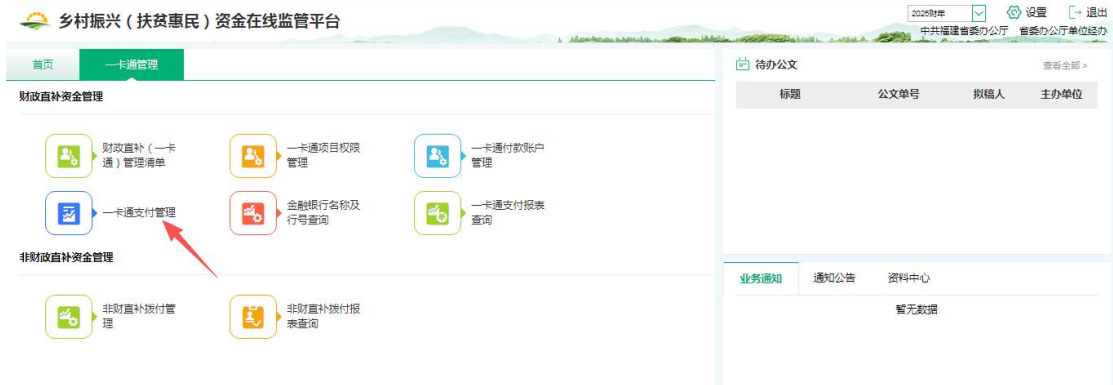 乡村振兴（扶贫惠民）资金在线监管平台
2025财年
设置
退出
中共福建省委办公厅 省委办公厅单位经办
首页
一卡通管理
财政直补资金管理
财政直补（一卡
通）管理清单
一卡通项目权限
管理
一卡通付款账户
管理
一卡通支付管理
金融银行名称及
行号查询
一卡通支付报表
查询
非财政直补资金管理
非财直补拨付管
理
非财直补拨付报
表查询
待办公文
查看全部 >
标题 公文单号 拟稿人 主办单位
业务通知 通知公告 资料中心
暂无数据